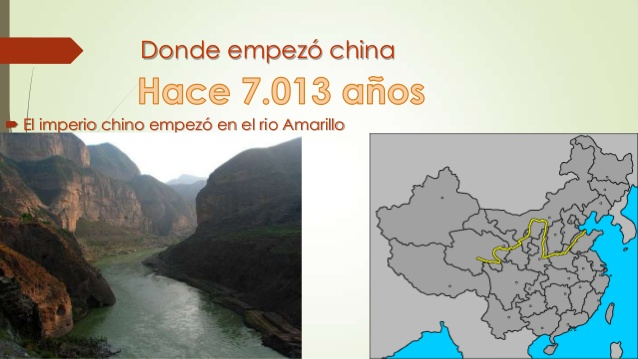 Donde empezó china
Hace 7.013 años
El imperio chino empezó en el rio Amarillo